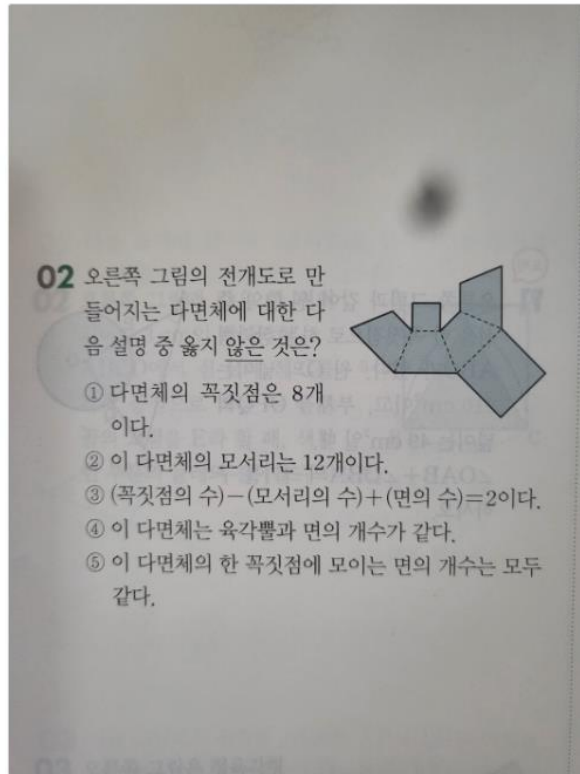 02 오른쪽 그림의 전개도로 만
들어지는 다면체에 대한 다
음 설명 중 옳지 않은 것은?
① 다면체의 꼭짓점은 8개
이다.
② 이 다면체의 모서리는 12개이다.
③ (꼭짓점의 수)-(모서리의 수)+(면의 수)=2이다.
④ 이 다면체는 육각뿔과 면의 개수가 같다.
⑤ 이 다면체의 한 꼭짓점에 모이는 면의 개수는 모두
같다.